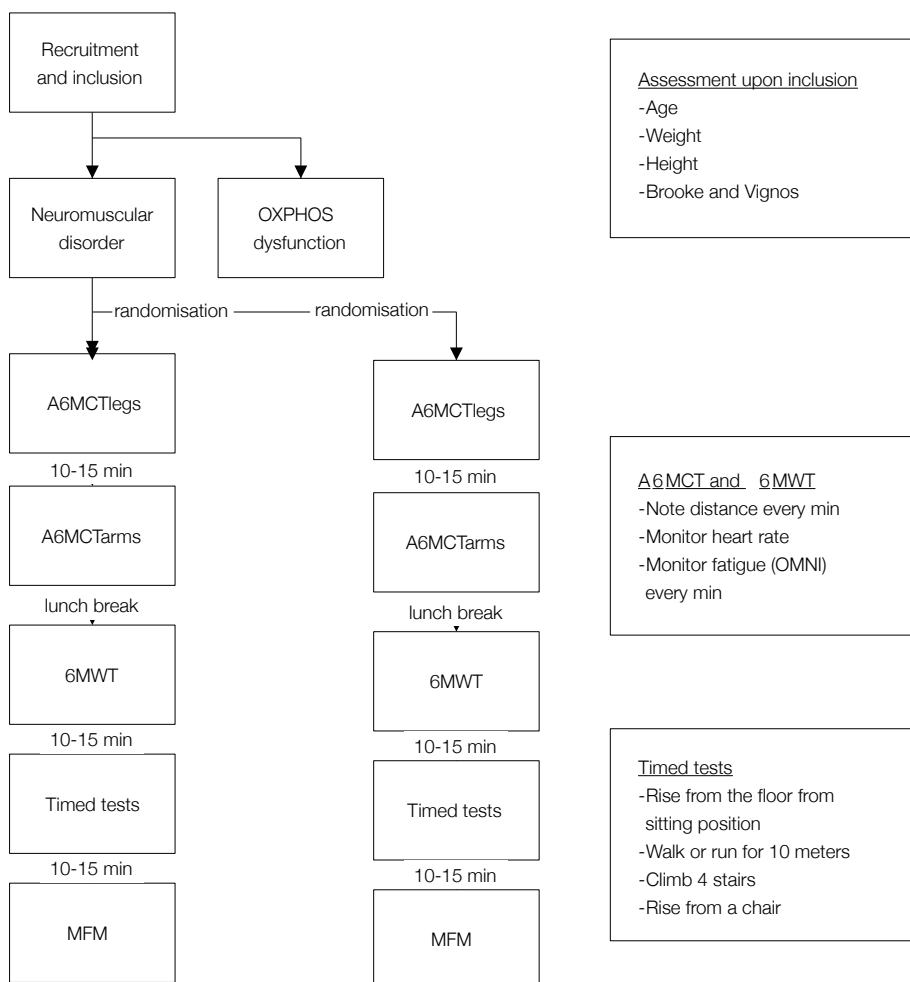 Recruitment
and inclusion
Assessment upon inclusion
-Age
-Weight
-Height
-Brooke and Vignos
Neuromuscular
disorder
OXPHOS
dysfunction
randomisation
randomisation
A6MCTlegs
10-15 min
A6MCTarms
lunch break
6MWT
10-15 min
Timed tests
10-15 min
MFM
A6MCTlegs
10-15 min
A6MCTarms
lunch break
6MWT
10-15 min
Timed tests
10-15 min
MFM
A6MCT and 6MWT
-Note distance every min
-Monitor heart rate
-Monitor fatigue (OMNI)
every min
Timed tests
-Rise from the floor from
sitting position
-Walk or run for 10 meters
-Climb 4 stairs
-Rise from a chair